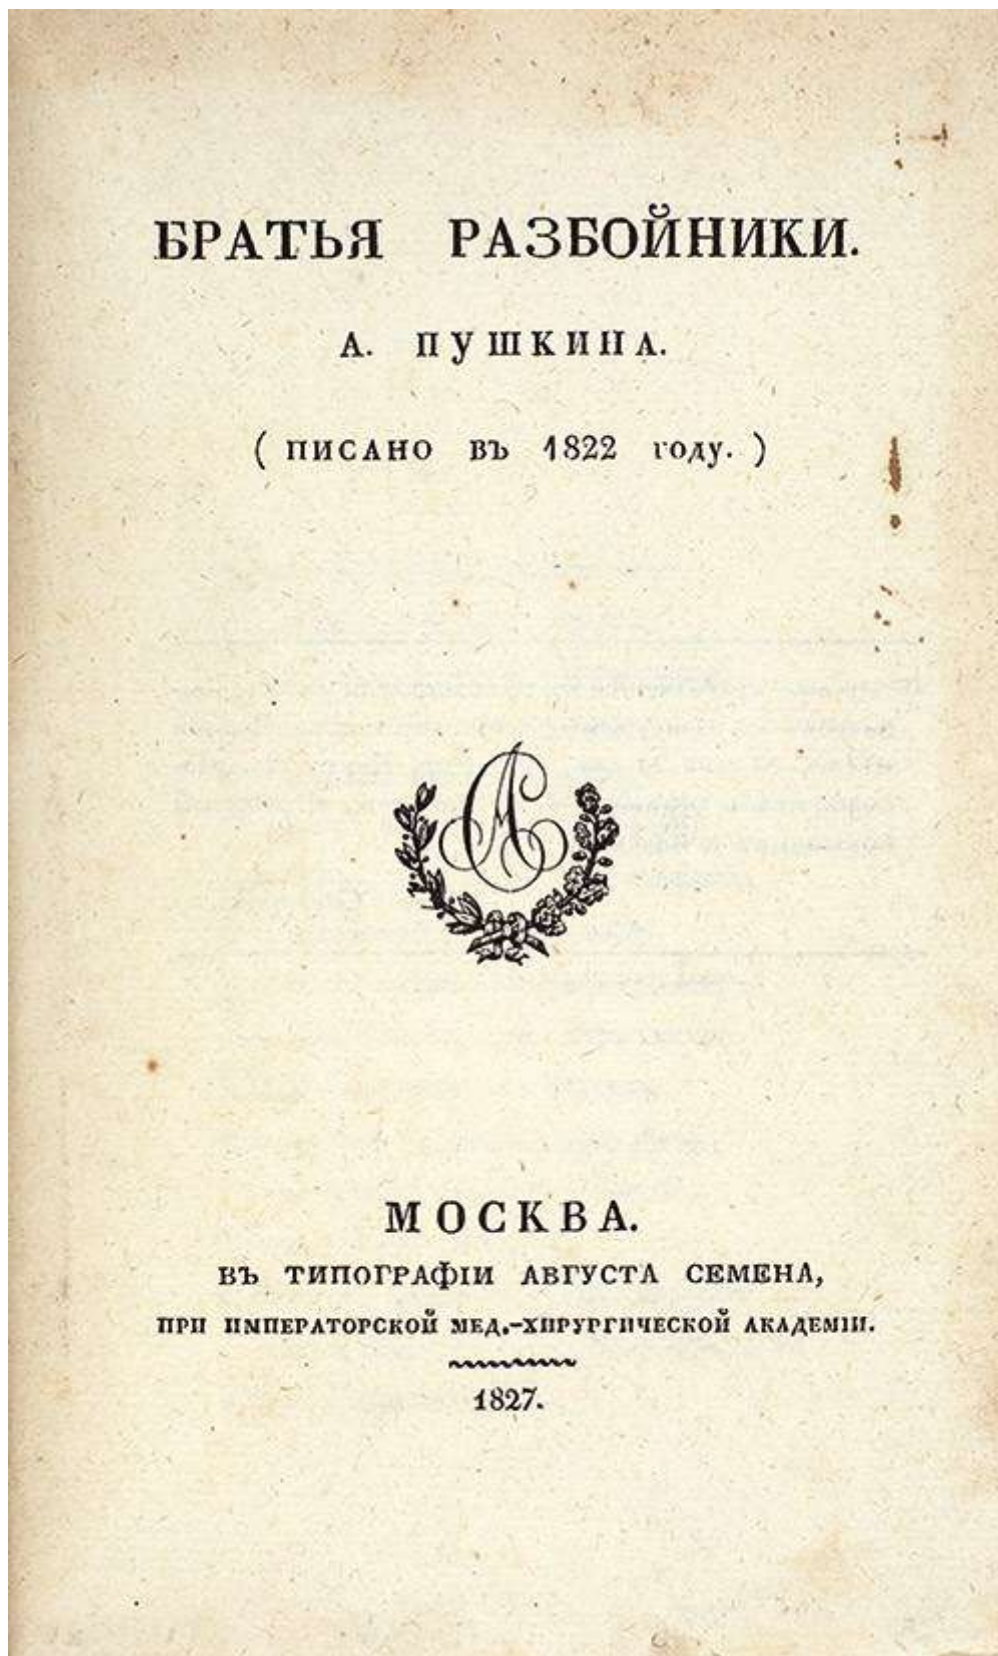 БРАТЬЯ РАЗБОЙНИКИ.
А. ПУШКИНА.
( ПИСАНО ВЪ 1822 году. )
МОСКВА.
ВЪ ТИПОГРАФІИ АВГУСТА СЕМЕНА,
ПРИ ИМПЕРАТОРСКОЙ МЕД.-ХИРУРГИЧЕСКОЙ АКАДЕМІИ.
1827.